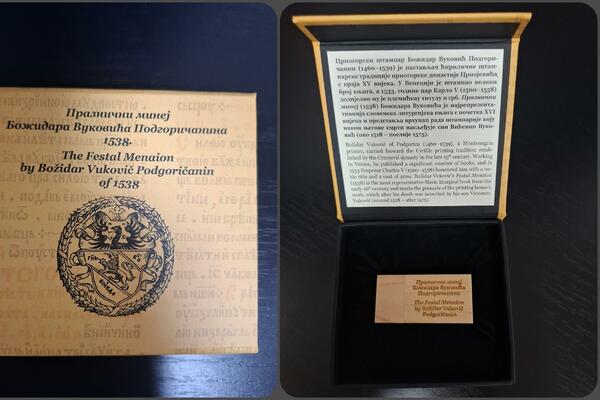 Празнични минеј
Божидара Вуковића Подгоричанина
1538.
The Festal Menaion
by Božidar Vukovič Podgoričanin
of 1538
Црногорски штампар Божидар Вуковић Подгори-
чанин (1460–1539) је настављач ћириличне штам-
парске традиције црногорске династије Црнојевића,
с краја XV вијека. У Венецији је штампао велики
број књига, а 1533. године цар Карло V (1500–1558)
додијелио му је племићку титулу и грб. Празнични
минеј (1538) Божидара Вуковића је најрепрезента-
тивнија словенска литургијска књига с почетка XVI
вијека и представља врхунац рада штампарије коју
након његове смрти насљеђује син Вићенцо Вуко-
вић (око 1518 – послије 1575).
Božidar Vuković of Podgorica (1460–1539), a Montenegrin
printer, carried forward the Cyrillic printing tradition estab-
lished by the Crnojević dynasty in the late 15th century. Working
in Venice, he published a significant number of books, and in
1533 Emperor Charles V (1500–1558) honoured him with a no-
ble title and a coat of arms. Božidar Vuković's Festal Menaion
(1538) is the most representative Slavic liturgical book from the
early 16th century and marks the pinnacle of the printing house's
work, which after his death was inherited by his son Vićenzo
Vuković (around 1518 – after 1575).
Празнични минеј
Божидара Вуковића
Подгоричанина
The Festal Menaion
by Božidar Vukovič
Podgoričanin